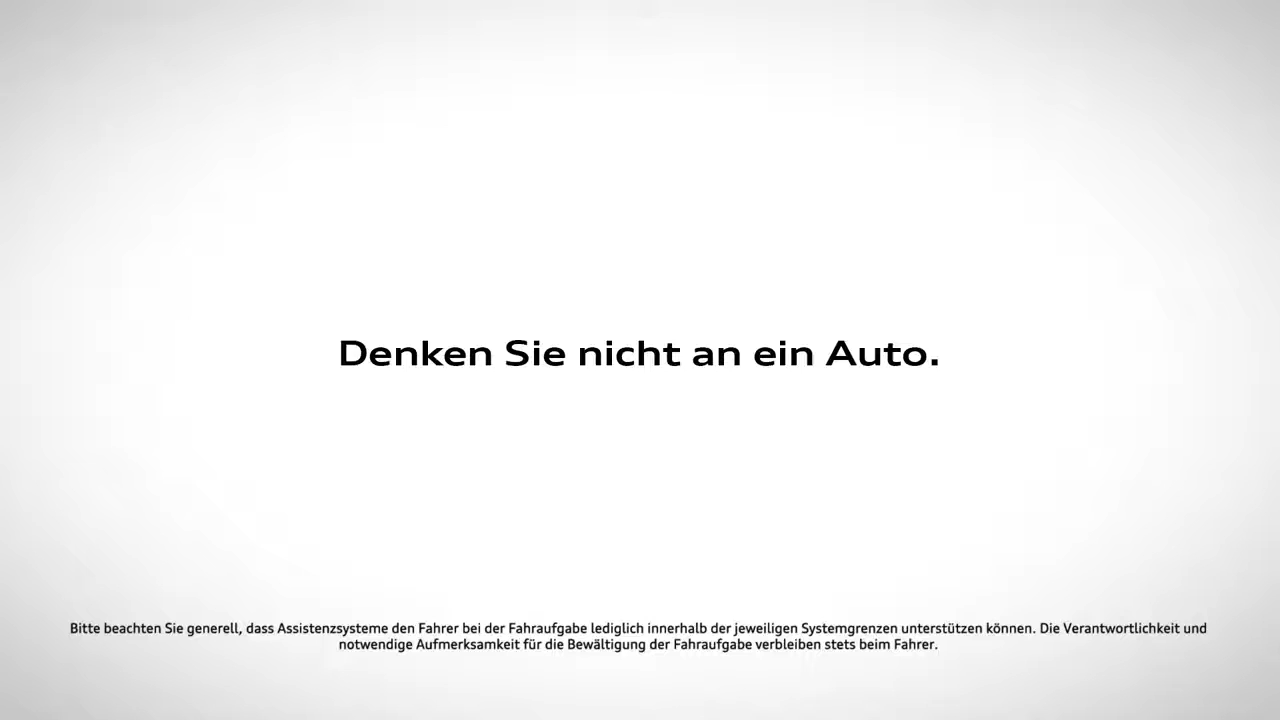 Denken Sie nicht an ein Auto.
Bitte beachten Sie generell, dass Assistenzsysteme den Fahrer bei der Fahraufgabe lediglich innerhalb der jeweiligen Systemgrenzen unterstützen können. Die Verantwortlichkeit und
notwendige Aufmerksamkeit für die Bewältigung der Fahraufgabe verbleiben stets beim Fahrer.